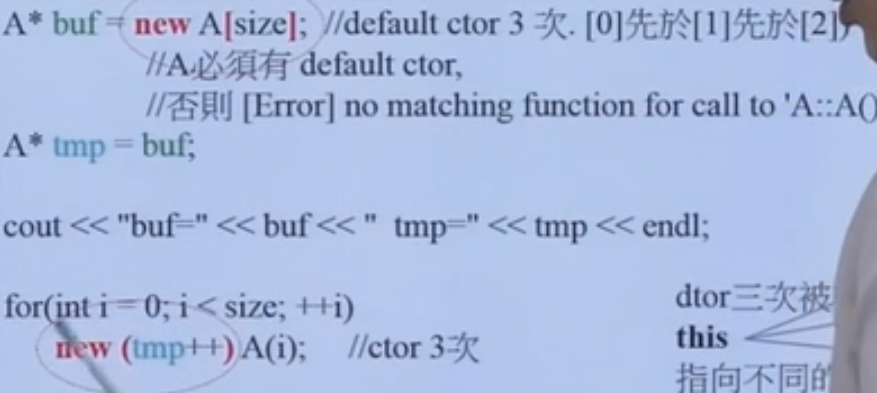 A* buf = new A[size]; //default ctor 3 次. [0]先於[1]先於[2])
//A必須有 default ctor,
//否則 [Error] no matching function for call to 'A::A()
A* tmp = buf;
cout << "buf=" << buf << "  tmp=" << tmp << endl;
for(int i = 0; i < size; ++i)
new (tmp++) A(i);    //ctor 3次
dtor三次被
this
指向不同的